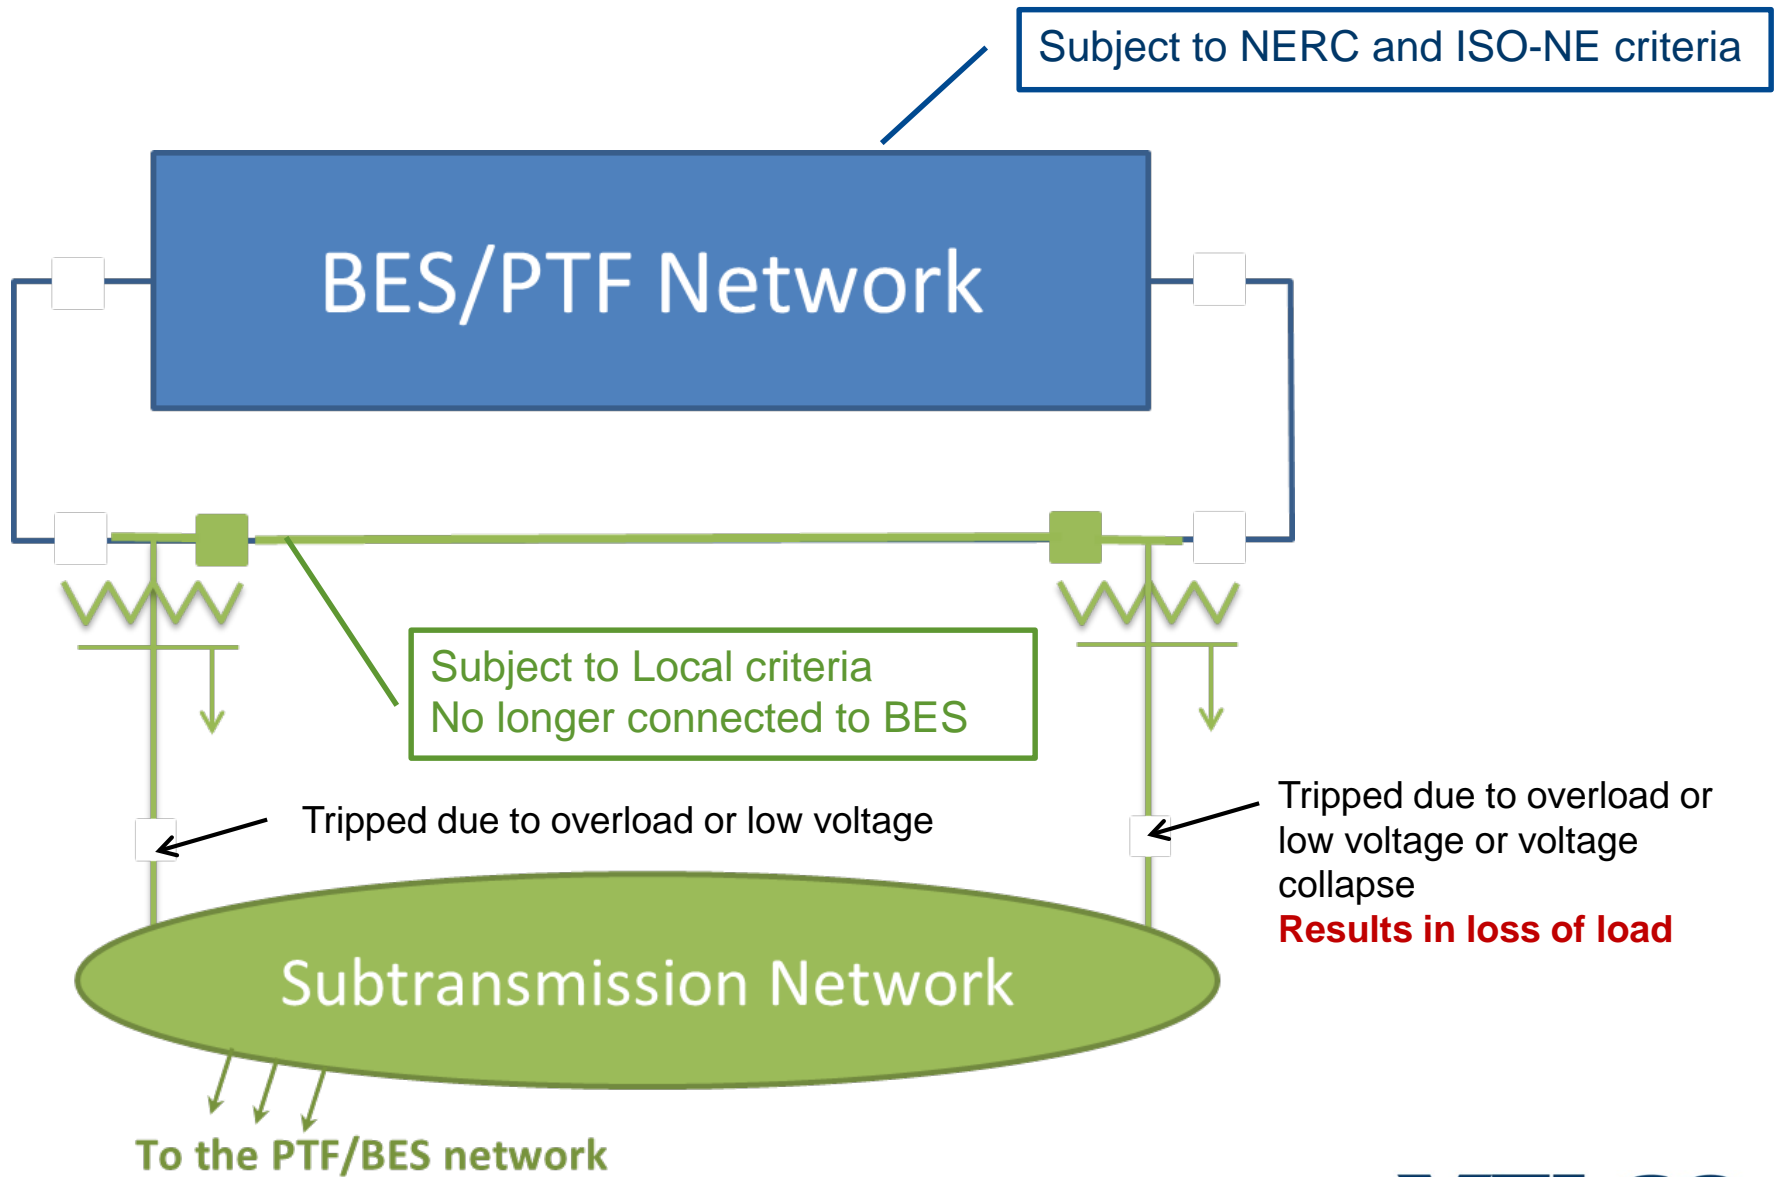 Subject to NERC and ISO-NE criteria
BES/PTF Network
Subject to Local criteria
No longer connected to BES
Tripped due to overload or low voltage
Tripped due to overload or
low voltage or voltage
collapse
Results in loss of load
Subtransmission Network
To the PTF/BES network